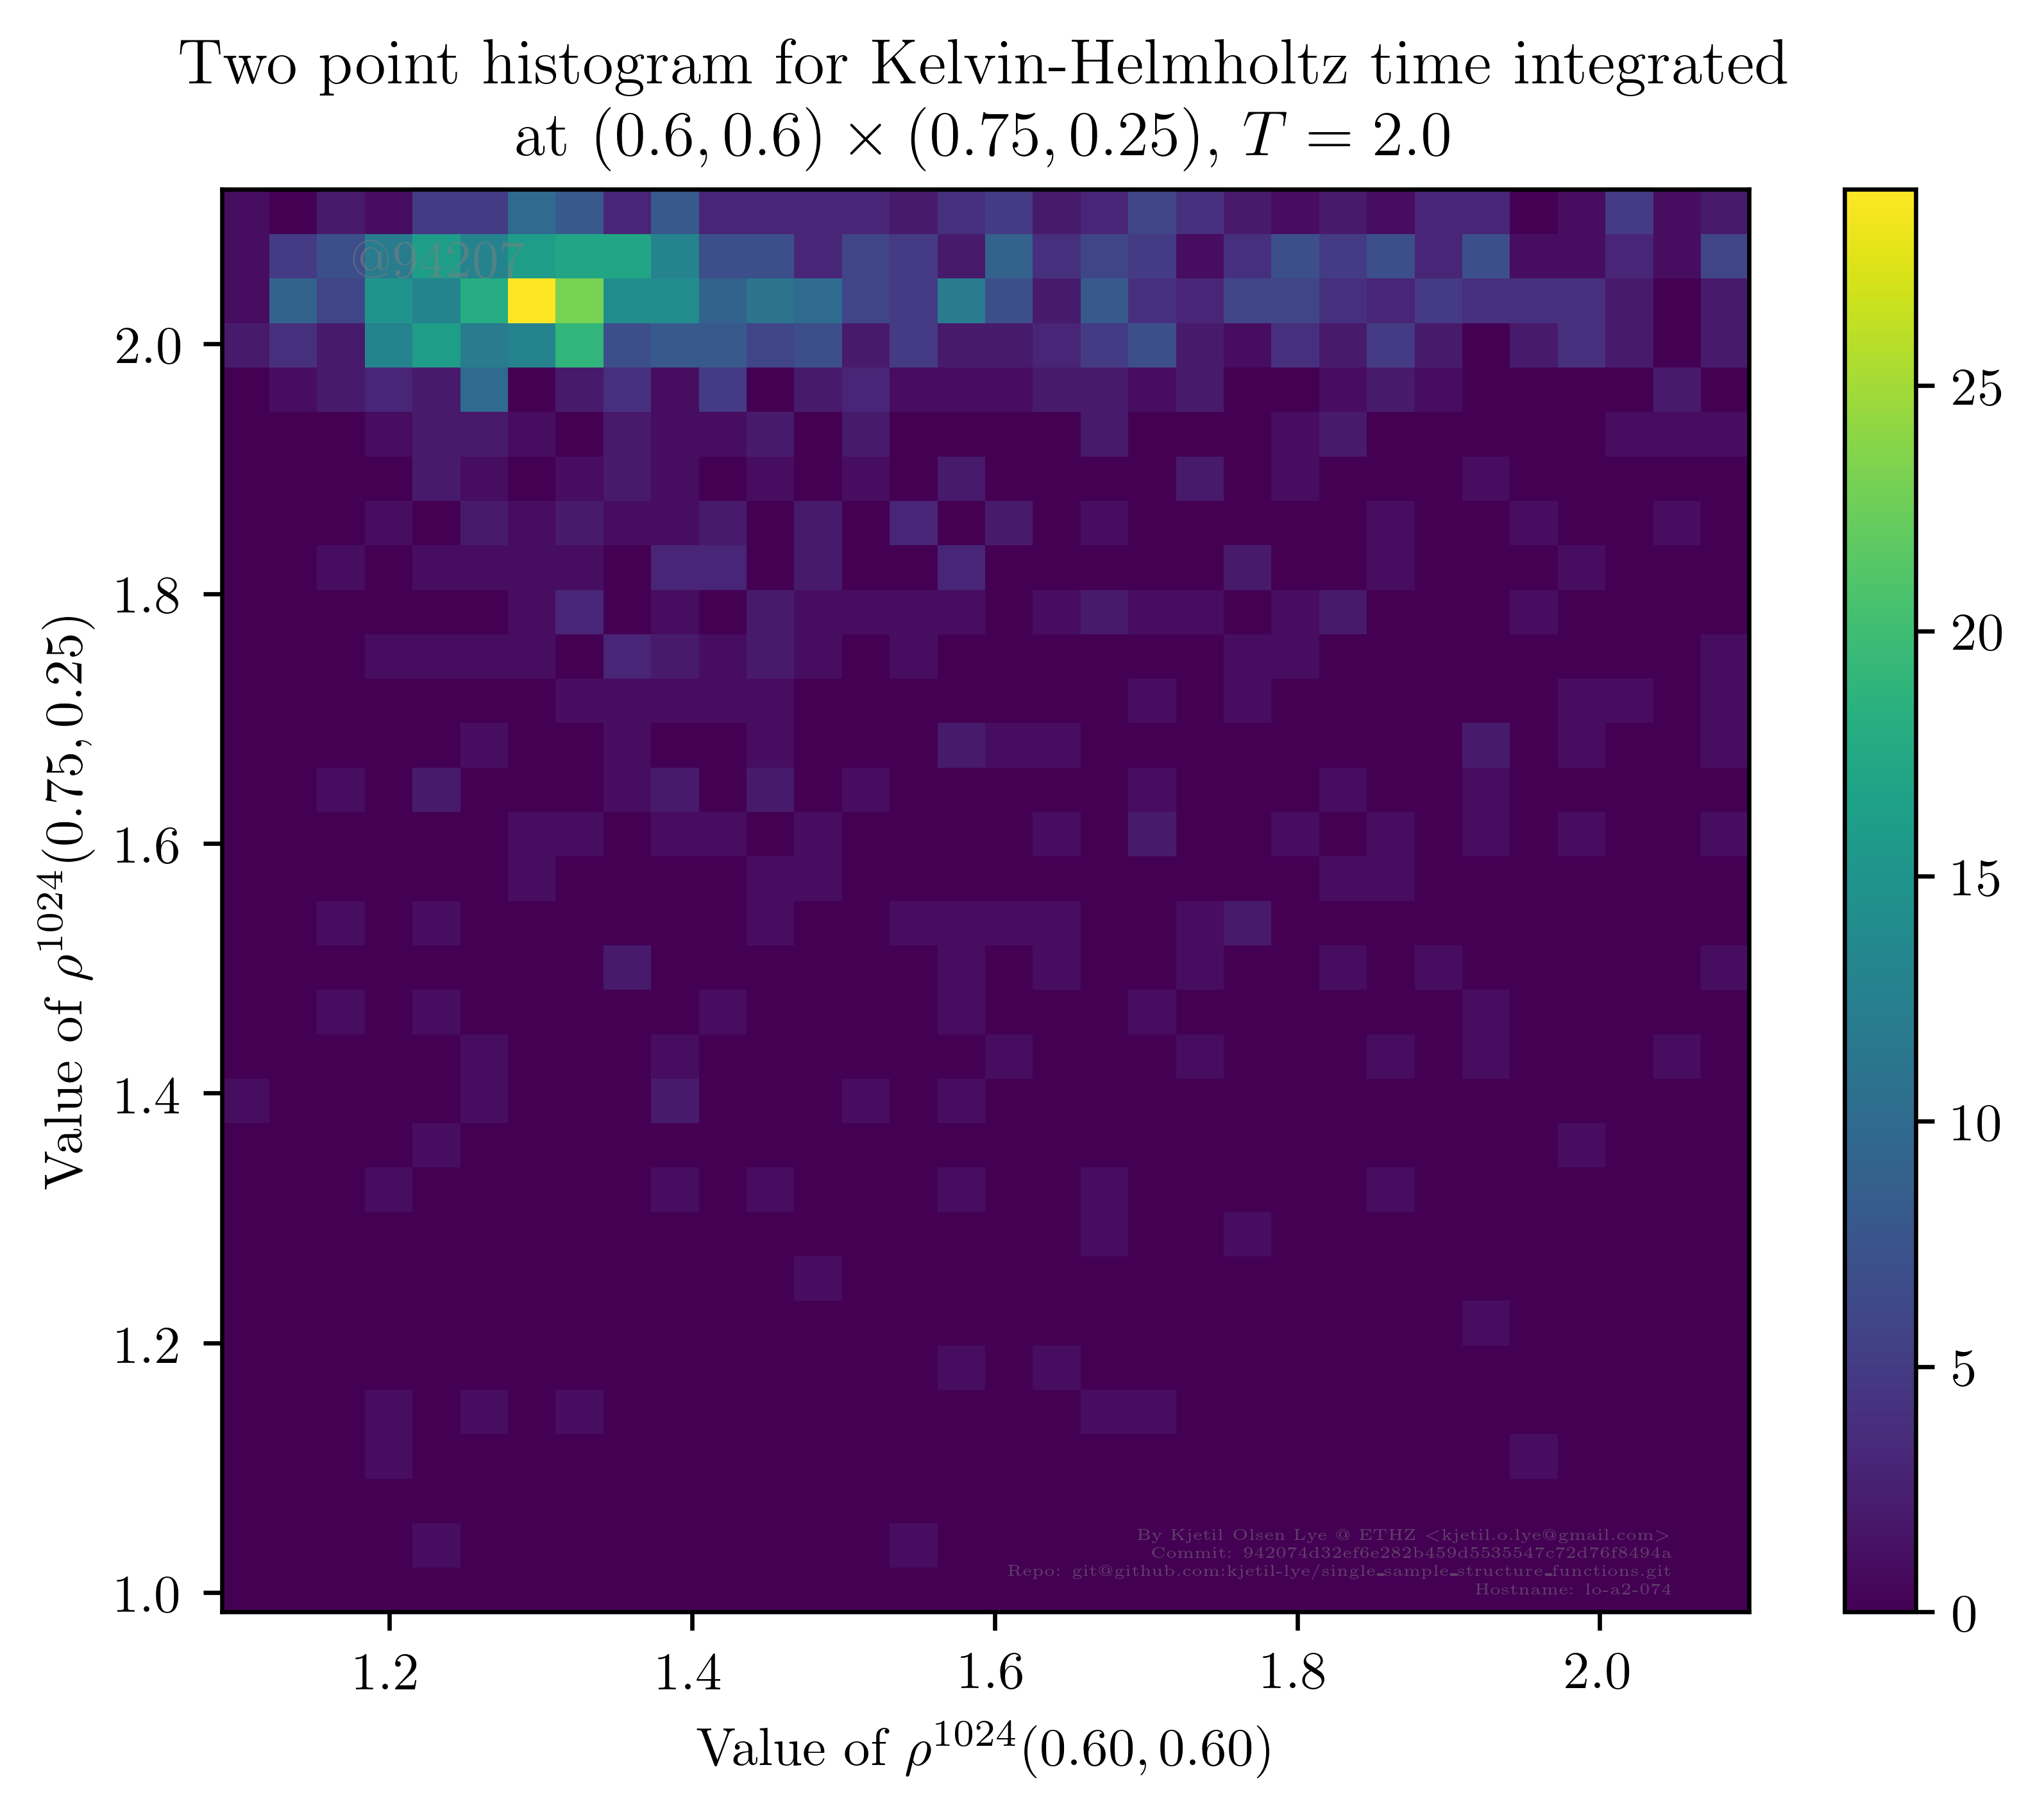 Two point histogram for Kelvin-Helmholtz time integrated
at (0.6, 0.6) × (0.75, 0.25), T = 2.0
@94207
2.0
1.8
1.6
1.4
1.2
1.0
Value of ρ^1024(0.75, 0.25)
1.2 1.4 1.6 1.8 2.0
Value of ρ^1024(0.60, 0.60)
25
20
15
10
5
0
By Kjetil Olsen Lye @ ETHZ <kjetil.o.lye@gmail.com>
Commit: 942074d32ef6e282b459d5535547c72d76f8494a
Repo: git@github.com:kjetil-lye/single_sample_structure_functions.git
Hostname: lo-a2-074